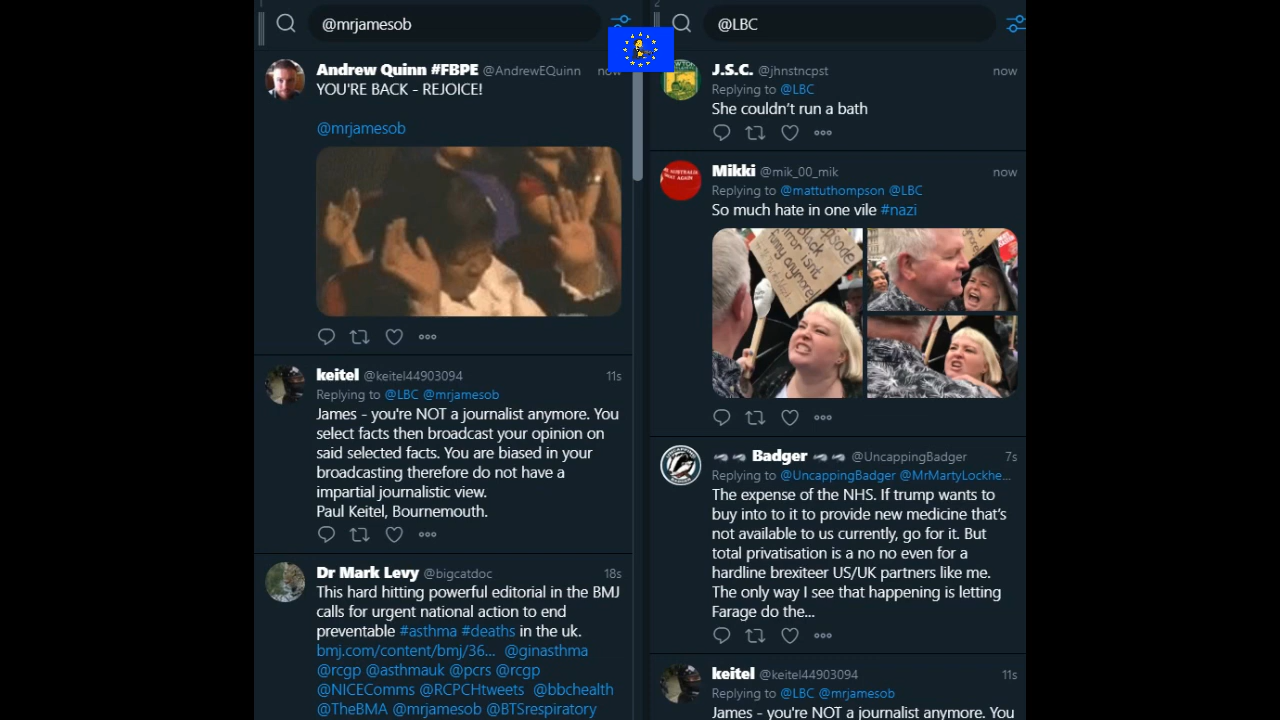 1
@mrjamesob
Andrew Quinn #FBPE @AndrewEQuinn now
YOU'RE BACK - REJOICE!
@mrjamesob
keitel @keitel44903094 11s
Replying to @LBC @mrjamesob
James - you're NOT a journalist anymore. You
select facts then broadcast your opinion on
said selected facts. You are biased in your
broadcasting therefore do not have a
impartial journalistic view.
Paul Keitel, Bournemouth.
Dr Mark Levy @bigcatdoc 18s
This hard hitting powerful editorial in the BMJ
calls for urgent national action to end
preventable #asthma #deaths in the uk.
bmj.com/content/bmj/36... @ginasthma
@rcgp @asthmauk @pcrs @rcgp
@NICEComms @RCPCHtweets @bbchealth
@TheBMA @mrjamesob @BTSrespiratory
2
@LBC
J.S.C. @jhnstncpst now
Replying to @LBC
She couldn't run a bath
Mikki @mik_00_mik now
Replying to @mattuthompson @LBC
So much hate in one vile #nazi
episode
Black
mirror isn't
funny anymore!
Badger @UncappingBadger 7s
Replying to @UncappingBadger @MrMartyLockhe...
The expense of the NHS. If trump wants to
buy into to it to provide new medicine that's
not available to us currently, go for it. But
total privatisation is a no no even for a
hardline brexiteer US/UK partners like me.
The only way I see that happening is letting
Farage do the...
keitel @keitel44903094 11s
Replying to @LBC @mrjamesob
James - you're NOT a journalist anymore. You